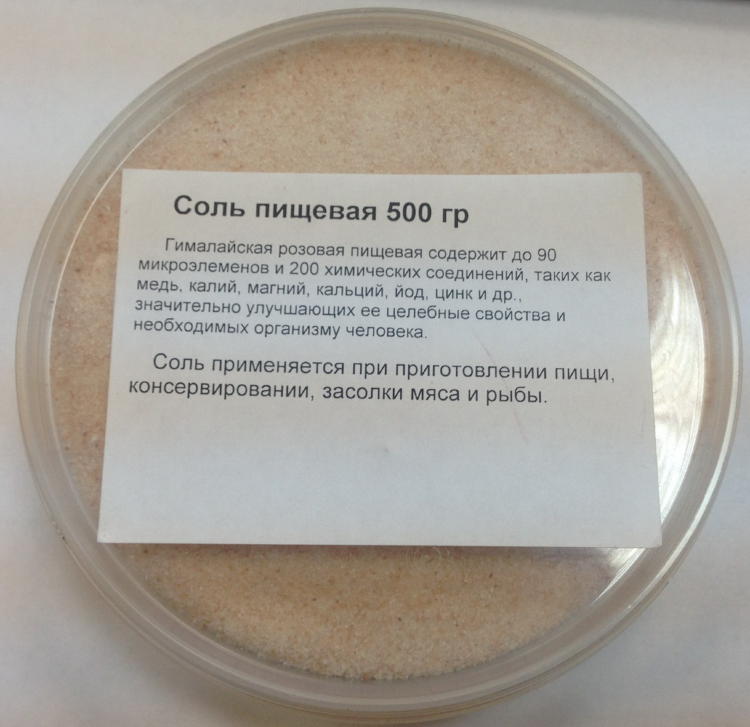 Соль пищевая 500 гр
Гималайская розовая пищевая содержит до 90
микроэлеменов и 200 химических соединений, таких как
медь, калий, магний, кальций, йод, цинк и др.,
значительно улучшающих ее целебные свойства и
необходимых организму человека.
Соль применяется при приготовлении пищи,
консервировании, засолки мяса и рыбы.